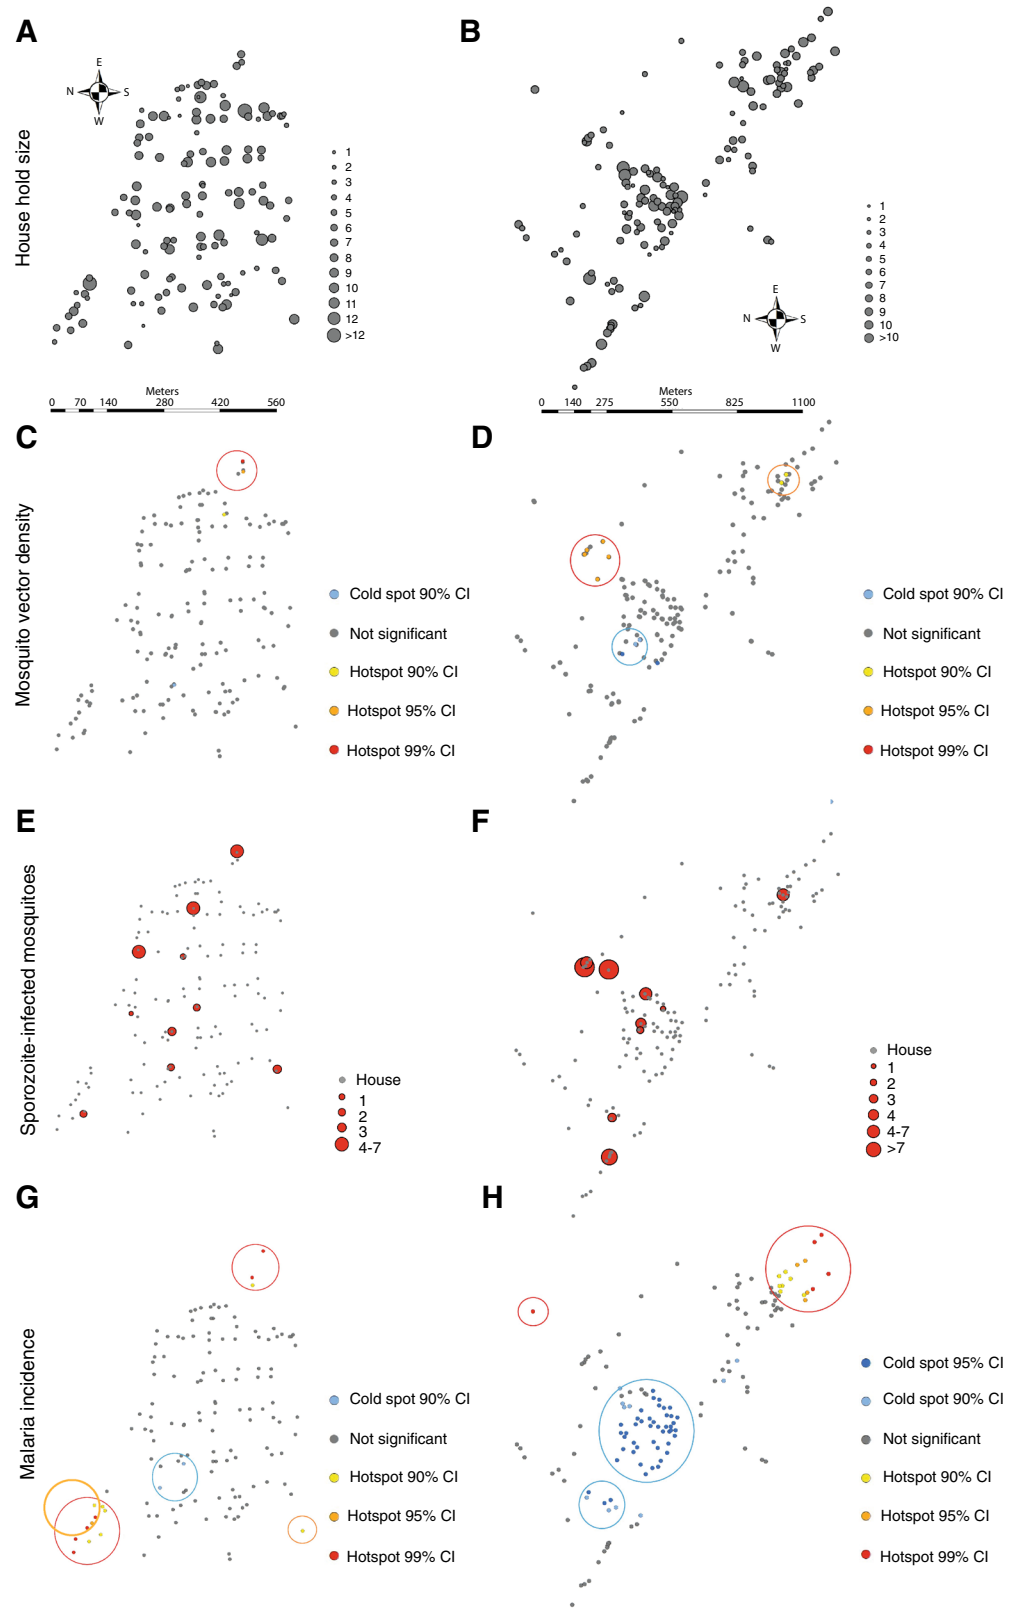 A
B
House hold size
E
N
S
W
1
2
3
4
5
6
7
8
9
10
11
12
>12
E
N
S
W
1
2
3
4
5
6
7
8
9
10
>10
Meters
0 70 140 280 420 560
Meters
0 140 275 550 825 1100
C
D
Mosquito vector density
Cold spot 90% CI
Not significant
Hotspot 90% CI
Hotspot 95% CI
Hotspot 99% CI
Cold spot 90% CI
Not significant
Hotspot 90% CI
Hotspot 95% CI
Hotspot 99% CI
E
F
Sporozoite-infected mosquitoes
House
1
2
3
4-7
House
1
2
3
4
4-7
>7
G
H
Malaria incidence
Cold spot 90% CI
Not significant
Hotspot 90% CI
Hotspot 95% CI
Hotspot 99% CI
Cold spot 95% CI
Cold spot 90% CI
Not significant
Hotspot 90% CI
Hotspot 95% CI
Hotspot 99% CI